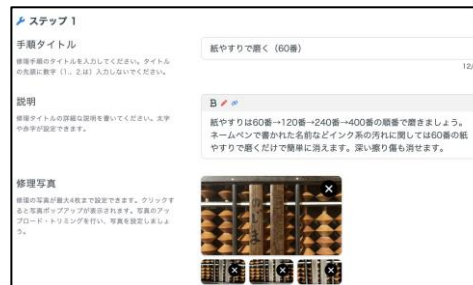 ステップ 1
手順タイトル
修理手順のタイトルを入力してください。タイトル
の先頭に数字（1.、2.は）入力しないでください。
紙やすりで磨く（60番）
12/
説明
修理タイトルの詳細な説明を書いてください。太字
や赤字が設定できます。
B
紙やすりは60番→120番→240番→400番の順番で磨きましょう。
ネームペンで書かれた名前などインク系の汚れに関しては60番の紙
やすりで磨くだけで簡単に消えます。深い擦り傷も消せます。
修理写真
修理の写真が最大4枚まで設定できます。クリックす
ると写真ポップアップが表示されます。写真のアッ
プロード・トリミングを行い、写真を設定しましょ
う。